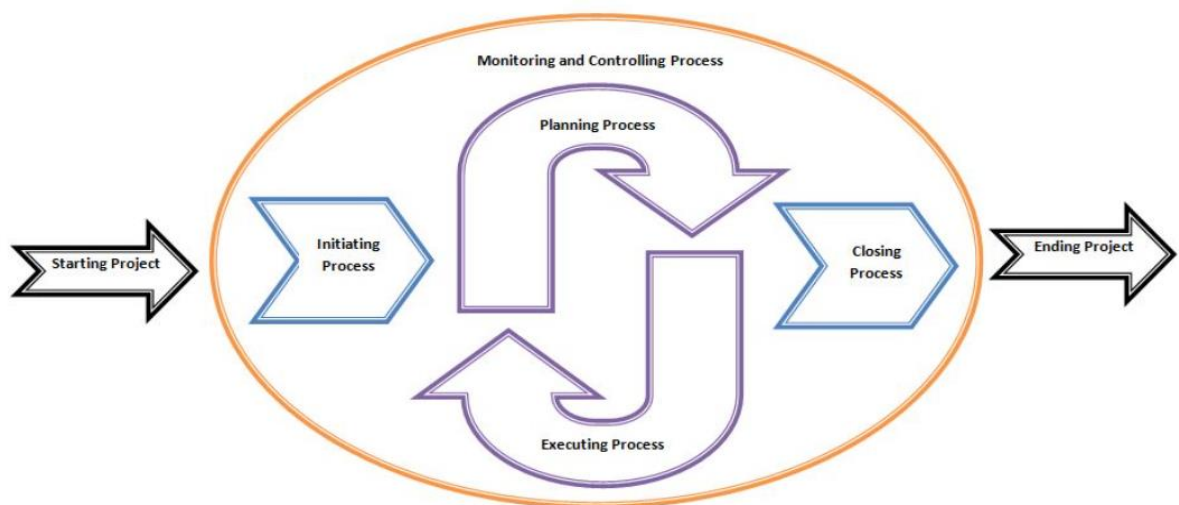 Monitoring and Controlling Process
Planning Process
Starting Project
Initiating
Process
Closing
Process
Ending Project
Executing Process